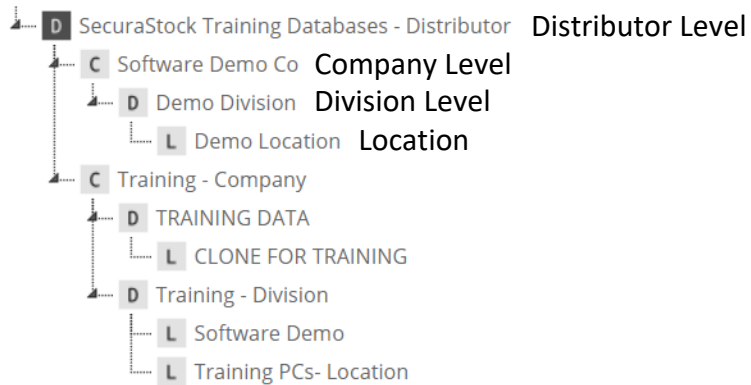 D SecuraStock Training Databases - Distributor Distributor Level
C Software Demo Co Company Level
D Demo Division Division Level
L Demo Location Location
C Training - Company
D TRAINING DATA
L CLONE FOR TRAINING
D Training - Division
L Software Demo
L Training PCs- Location